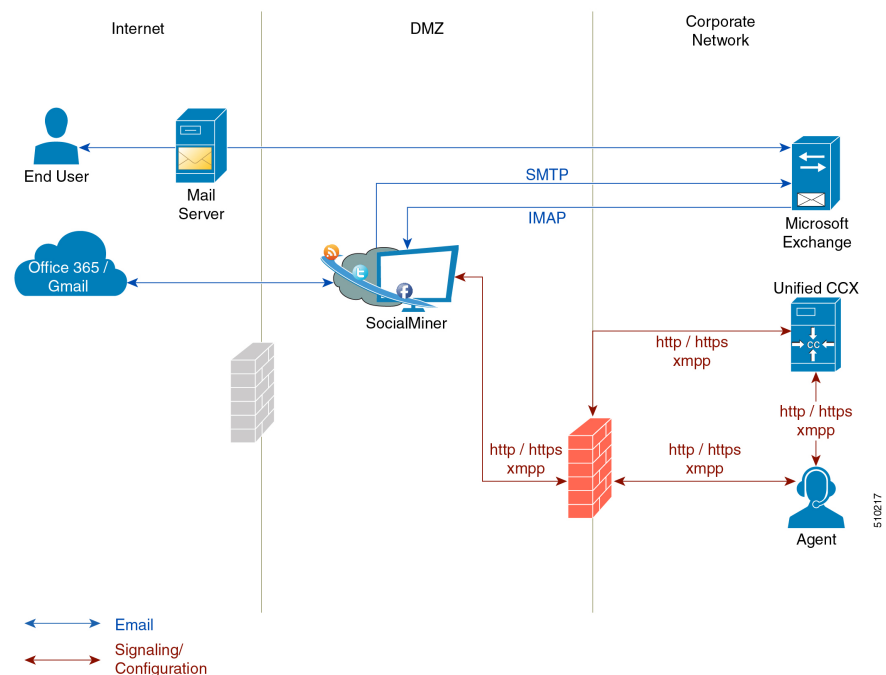 Internet
DMZ
Corporate
Network
End User
Mail
Server
SMTP
IMAP
Microsoft
Exchange
Office 365 /
Gmail
SocialMiner
Unified CCX
CC
http / https
xmpp
http / https
xmpp
http / https
xmpp
http / https
xmpp
Agent
510217
Email
Signaling/
Configuration